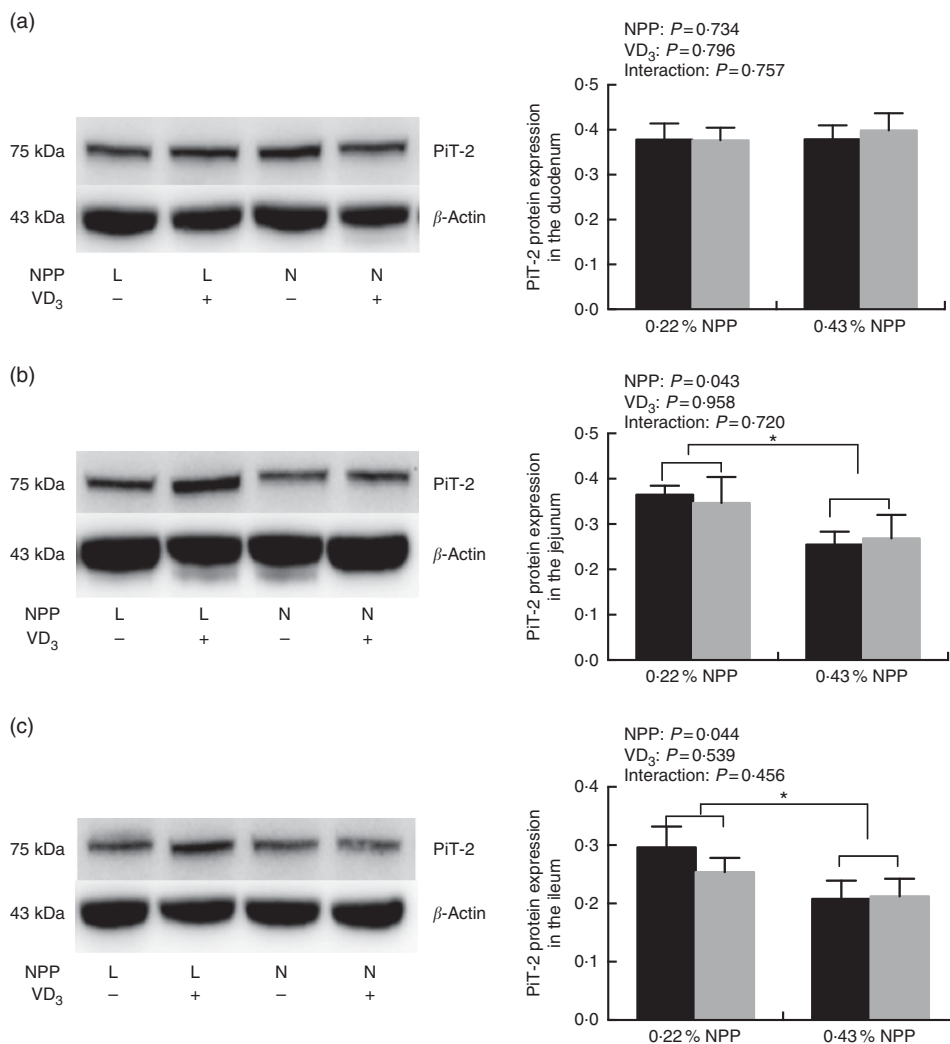 (a)
75 kDa
PiT-2
43 kDa
β-Actin
NPP L L N N
VD3 – + – +
NPP: P=0·734
VD3: P=0·796
Interaction: P=0·757
PiT-2 protein expression
in the duodenum
0·5
0·4
0·3
0·2
0·1
0·0
0·22 % NPP 0·43 % NPP
(b)
75 kDa
PiT-2
43 kDa
β-Actin
NPP L L N N
VD3 – + – +
NPP: P=0·043
VD3: P=0·958
Interaction: P=0·720
PiT-2 protein expression
in the jejunum
0·5
0·4
0·3
0·2
0·1
0·0
*
0·22 % NPP 0·43 % NPP
(c)
75 kDa
PiT-2
43 kDa
β-Actin
NPP L L N N
VD3 – + – +
NPP: P=0·044
VD3: P=0·539
Interaction: P=0·456
PiT-2 protein expression
in the ileum
0·4
0·3
0·2
0·1
0·0
*
0·22 % NPP 0·43 % NPP